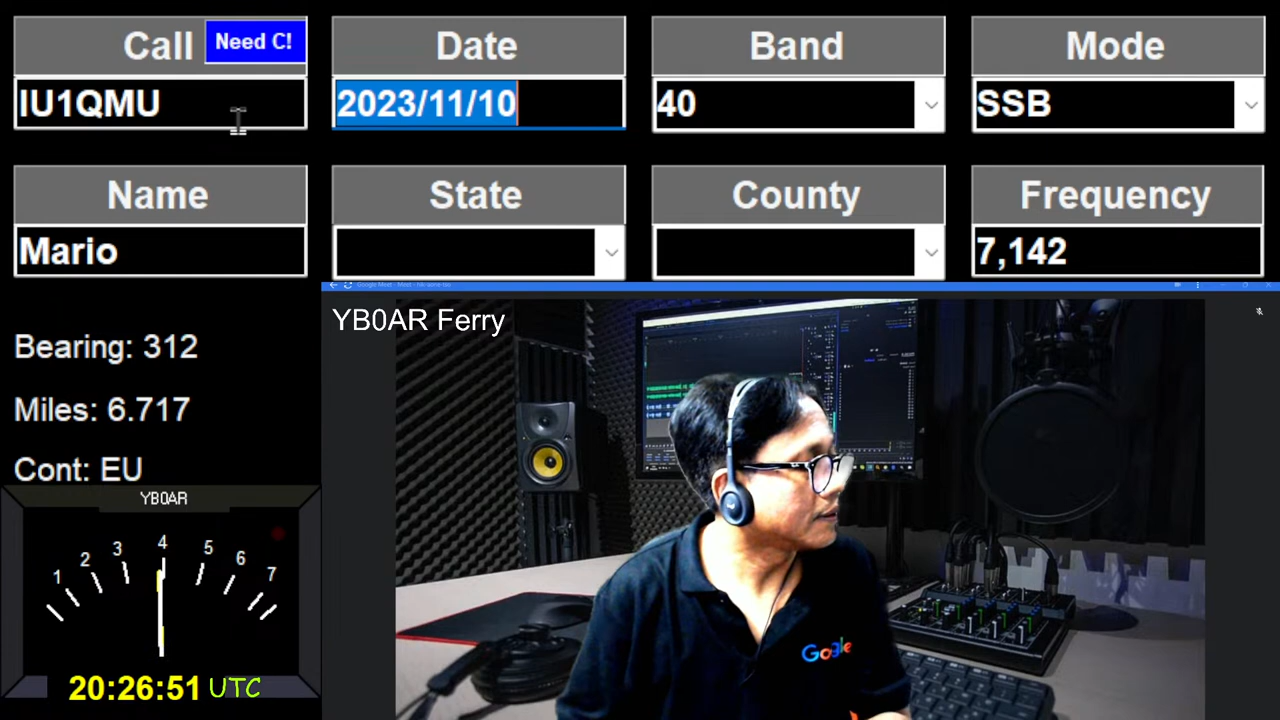 Call
Need C!
Date
Band
Mode
IU1QMU
2023/11/10
40
SSB
Name
State
County
Frequency
Mario
7,142
YB0AR Ferry
Bearing: 312
Miles: 6.717
Cont: EU
YB0AR
1 2 3 4 5 6 7
20:26:51 UTC
Google